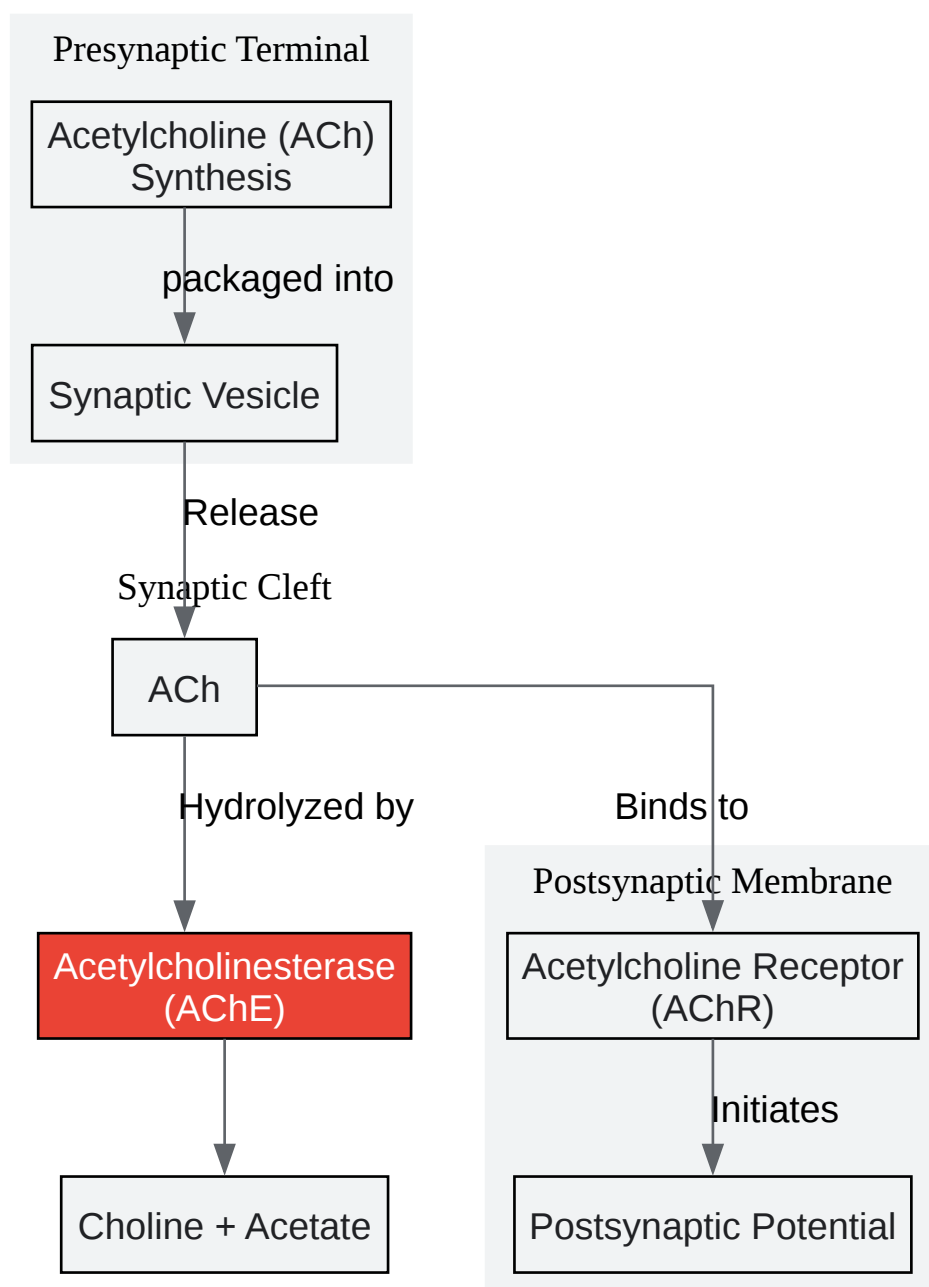 Presynaptic Terminal
Acetylcholine (ACh)
Synthesis
packaged into
Synaptic Vesicle
Release
Synaptic Cleft
ACh
Hydrolyzed by
Binds to
Postsynaptic Membrane
Acetylcholinesterase
(AChE)
Acetylcholine Receptor
(AChR)
Initiates
Choline + Acetate
Postsynaptic Potential